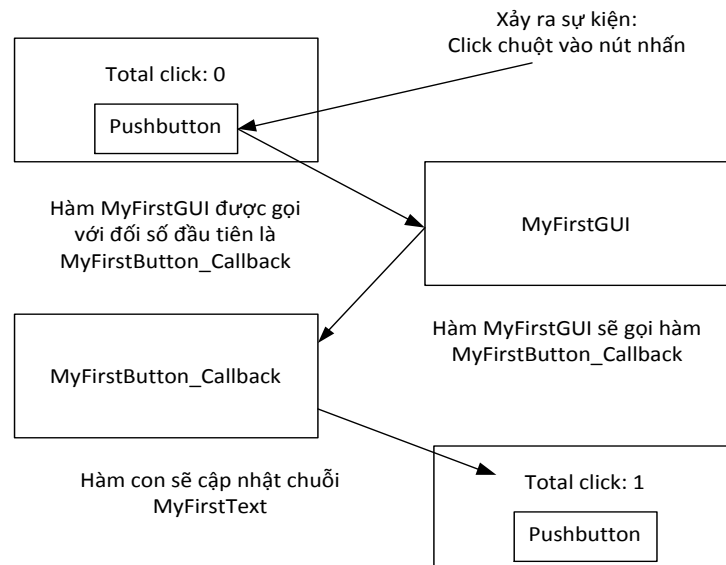 Xảy ra sự kiện:
Click chuột vào nút nhấn
Total click: 0
Pushbutton
Hàm MyFirstGUI được gọi
với đối số đầu tiên là
MyFirstButton_Callback
MyFirstGUI
Hàm MyFirstGUI sẽ gọi hàm
MyFirstButton_Callback
MyFirstButton_Callback
Hàm con sẽ cập nhật chuỗi
MyFirstText
Total click: 1
Pushbutton